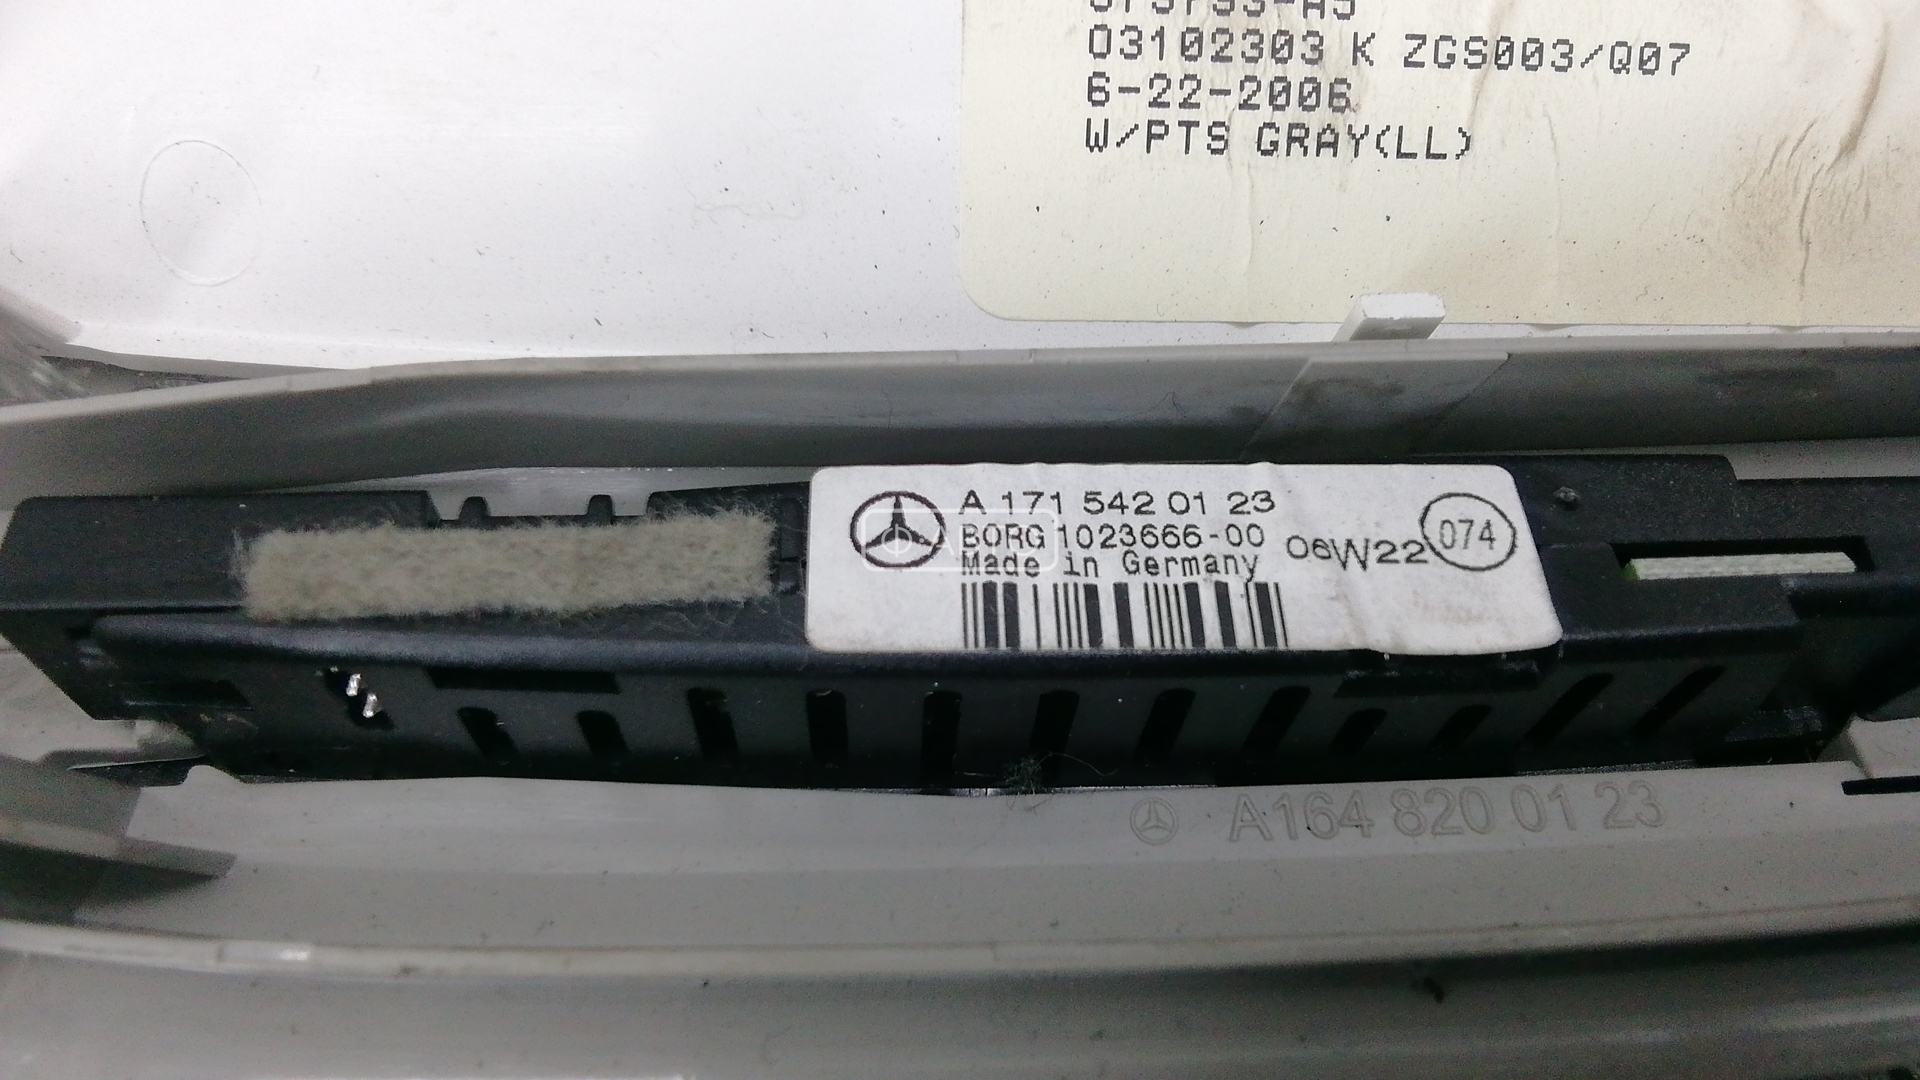 03102303 K ZGS003/Q07
6-22-2006
W/PTS GRAY(LL)
A 171 542 01 23
BORG 1023666-00 06W22 074
Made in Germany
A164 820 01 23